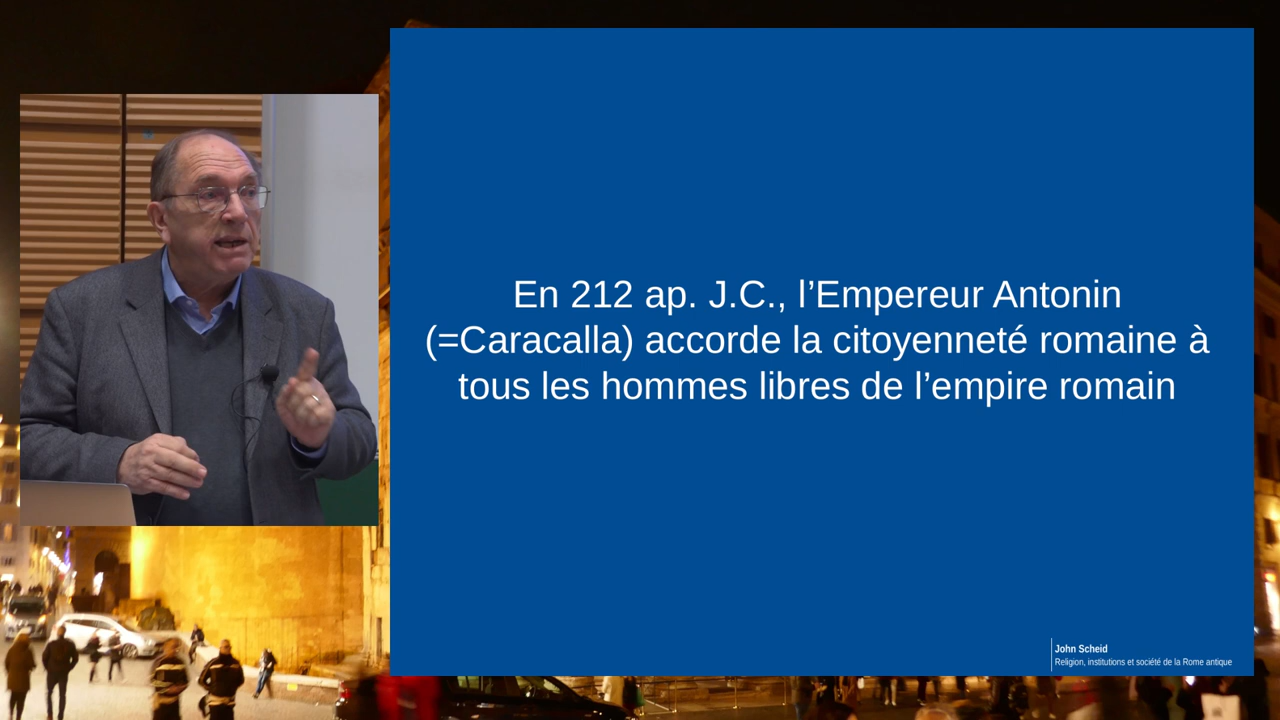 En 212 ap. J.C., l’Empereur Antonin
(=Caracalla) accorde la citoyenneté romaine à
tous les hommes libres de l’empire romain
John Scheid
Religion, institutions et société de la Rome antique